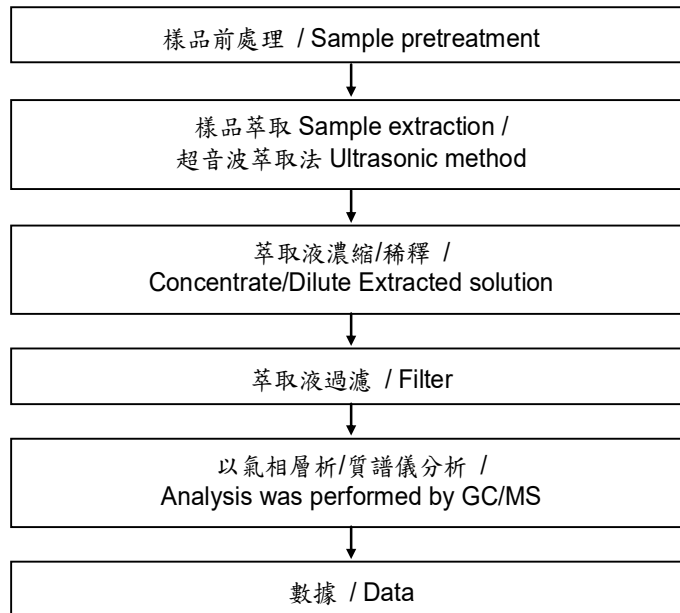 樣品前處理 / Sample pretreatment
樣品萃取 Sample extraction /
超音波萃取法 Ultrasonic method
萃取液濃縮/稀釋 /
Concentrate/Dilute Extracted solution
萃取液過濾 / Filter
以氣相層析/質譜儀分析 /
Analysis was performed by GC/MS
數據 / Data